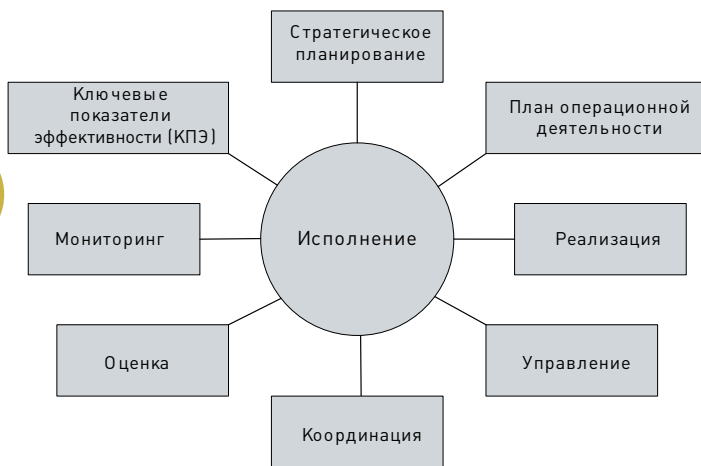 Стратегическое
планирование
Ключевые
показатели
эффективности (КПЭ)
План операционной
деятельности
Мониторинг
Исполнение
Реализация
Оценка
Управление
Координация